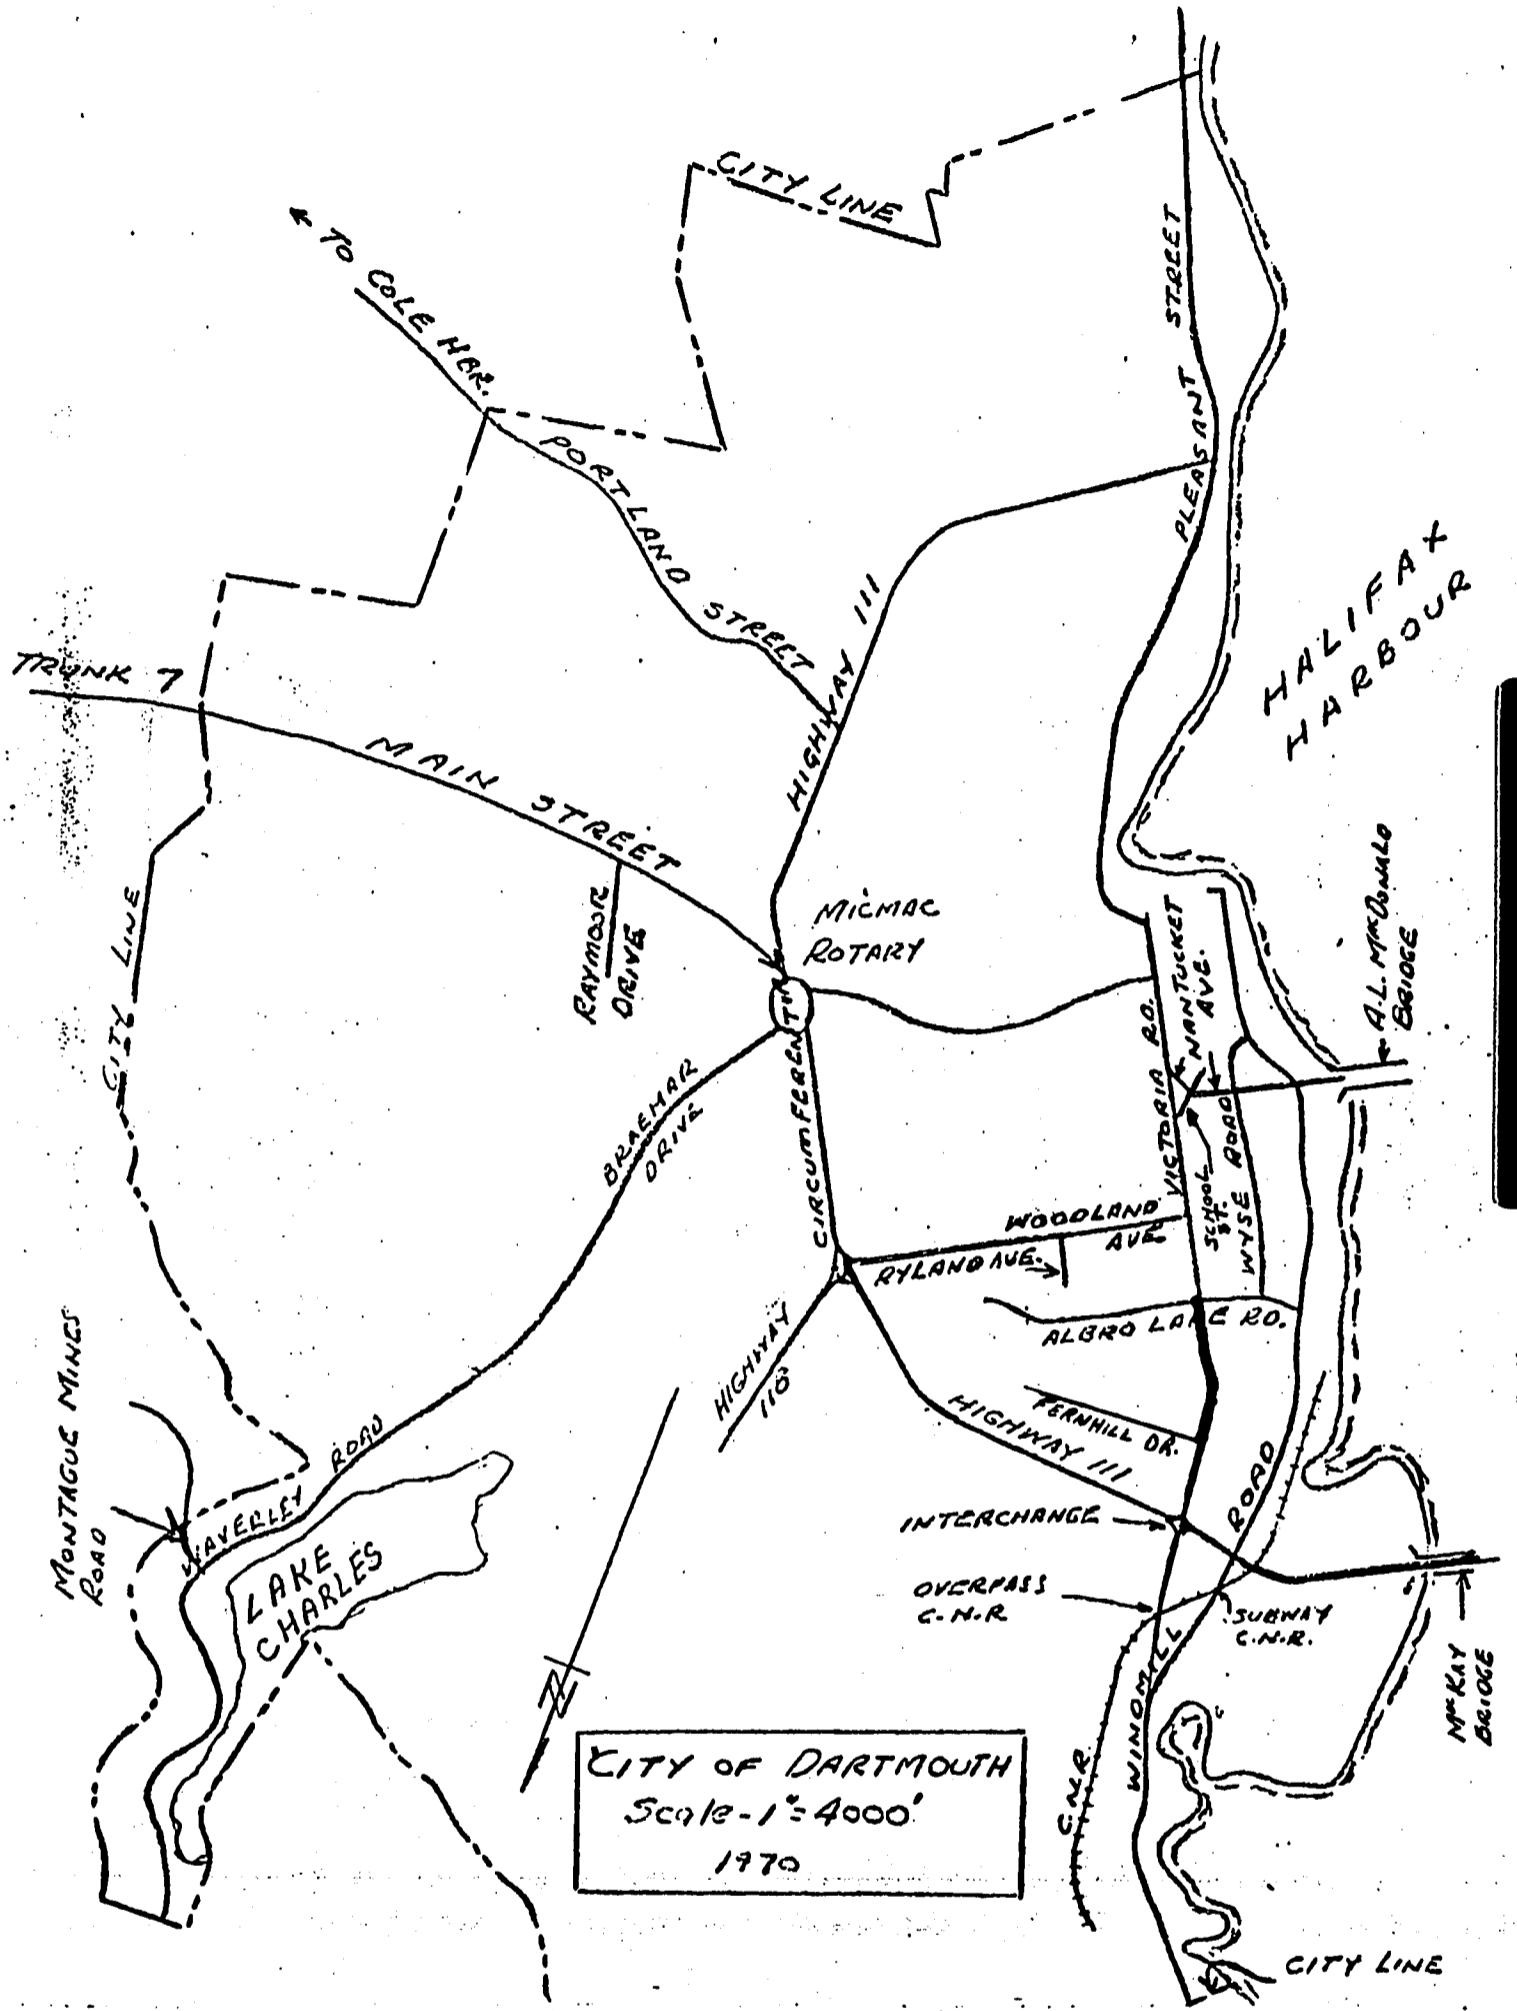 CITY LINE
TO COLE HBR.
PORTLAND STREET
PLEASANT STREET
HIGHWAY 111
HALIFAX
HARBOUR
TRUNK 7
MAIN STREET
RAYMOOR
DRIVE
MICMAC
ROTARY
CITY LINE
NANTUCKET
AVE.
A.L. MACDONALD
BRIDGE
VICTORIA RD.
BRAEMAR
DRIVE
CIRCUMFERENTIAL
SCHOOL
ST.
WYSE ROAD
WOODLAND
AVE
RYLAND AVE.
ALBRO LAKE RD.
HIGHWAY
118
FERNHILL DR.
HIGHWAY 111
MONTAGUE MINES
ROAD
WAVERLEY ROAD
LAKE
CHARLES
INTERCHANGE
OVERPASS
C.N.R
SUBWAY
C.N.R.
WINDMILL ROAD
MACKAY
BRIDGE
C.N.R.
N
CITY OF DARTMOUTH
Scale-1"=4000'
1970
CITY LINE